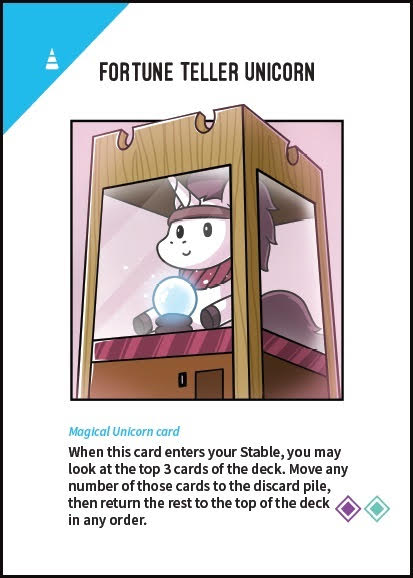 FORTUNE TELLER UNICORN
Magical Unicorn card
When this card enters your Stable, you may
look at the top 3 cards of the deck. Move any
number of those cards to the discard pile,
then return the rest to the top of the deck
in any order.